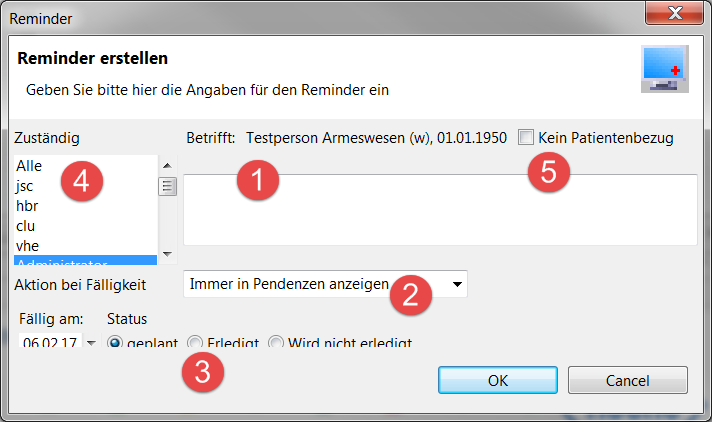 Reminder
Reminder erstellen
Geben Sie bitte hier die Angaben für den Reminder ein
Zuständig
Betrifft: Testperson Armeswesen (w), 01.01.1950
Kein Patientenbezug
Alle
jsc
hbr
clu
vhe
Administrator
4
1
5
Aktion bei Fälligkeit
Immer in Pendenzen anzeigen
2
Fällig am:
Status
06.02.17
geplant
Erledigt
Wird nicht erledigt
3
OK
Cancel